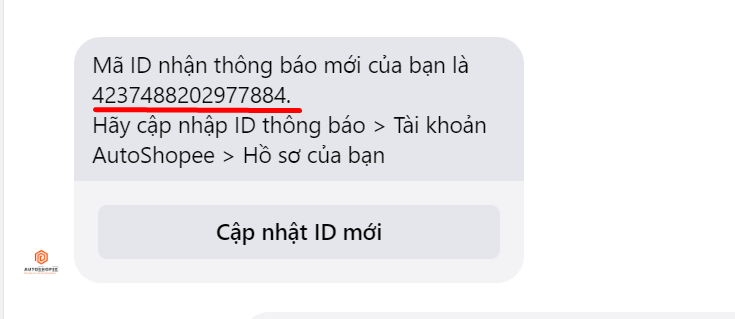 Mã ID nhận thông báo mới của bạn là
4237488202977884.
Hãy cập nhập ID thông báo > Tài khoản
AutoShopee > Hồ sơ của bạn
Cập nhật ID mới
AUTOSHOPEE